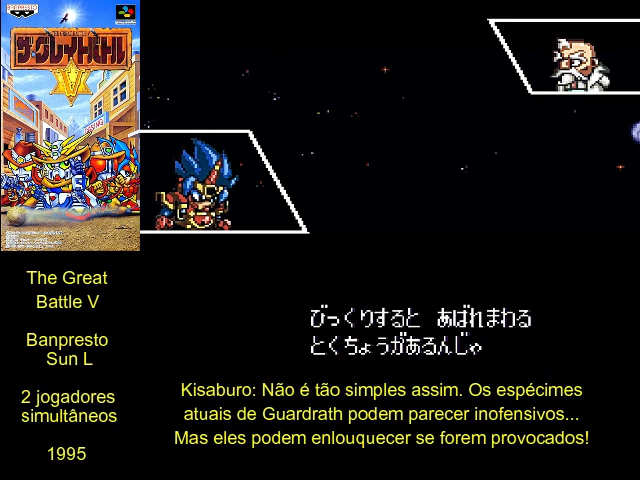 BANPRESTO
ザ・グレイトバトル
V
The Great
Battle V
Banpresto
Sun L
2 jogadores
simultâneos
1995
びっくりすると あばれまわる
とくちょうがあるんじゃ
Kisaburo: Não é tão simples assim. Os espécimes
atuais de Guardrath podem parecer inofensivos...
Mas eles podem enlouquecer se forem provocados!